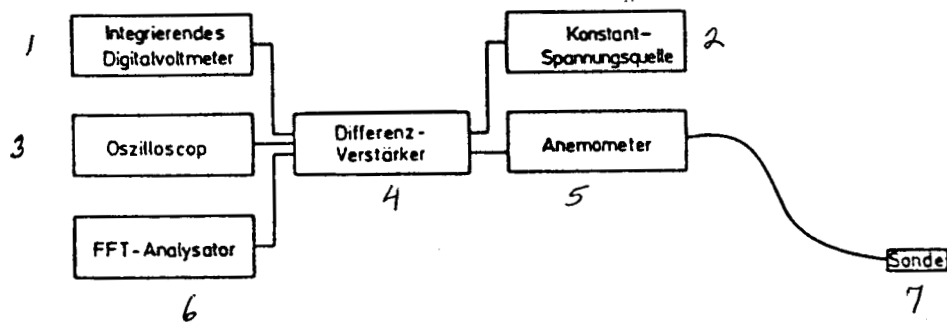 1
Integrierendes
Digitalvoltmeter
Konstant-
Spannungsquelle
2
3
Oszilloscop
Differenz-
Verstärker
Anemometer
4
5
FFT-Analysator
6
Sonde
7